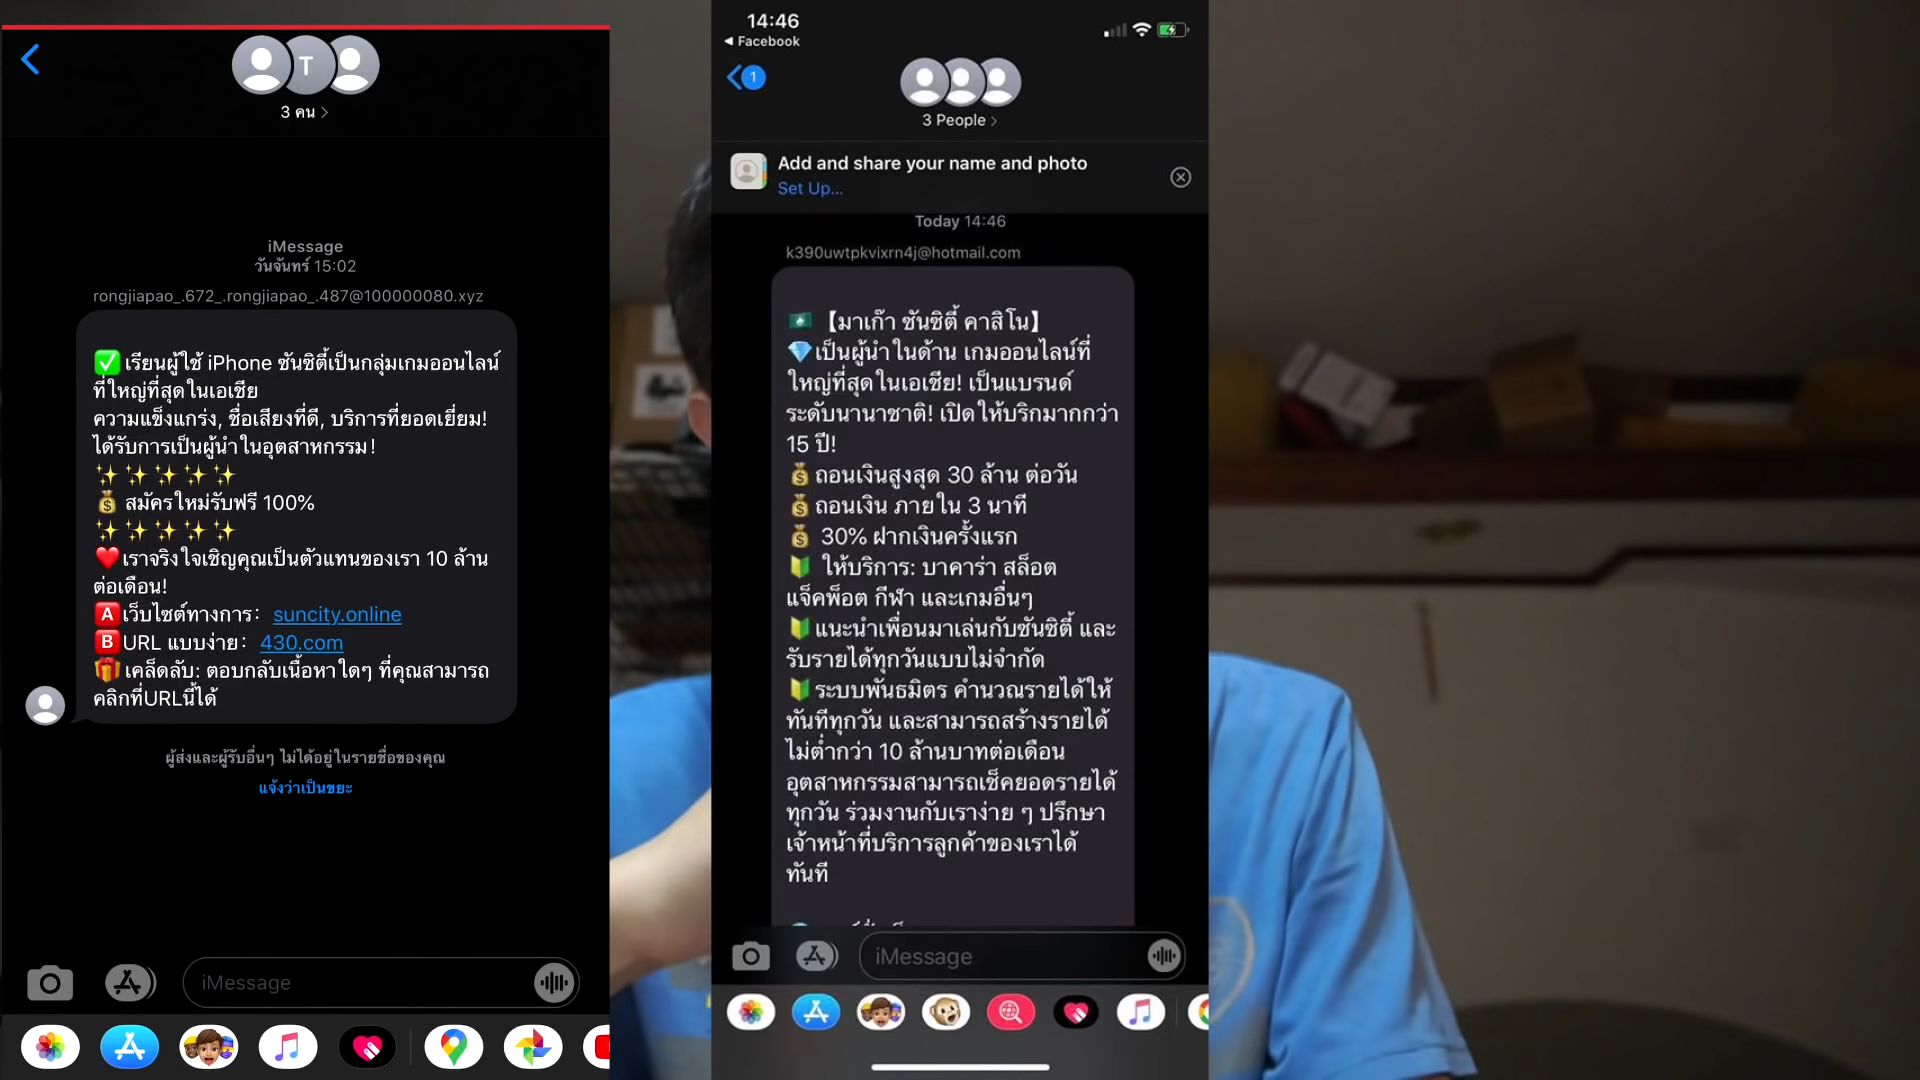 T
3 คน
iMessage
วันจันทร์ 15:02
rongjiapao_.672_.rongjiapao_.487@100000080.xyz
✅ เรียนผู้ใช้ iPhone ซันซิตี้เป็นกลุ่มเกมออนไลน์
ที่ใหญ่ที่สุดในเอเชีย
ความแข็งแกร่ง, ชื่อเสียงที่ดี, บริการที่ยอดเยี่ยม!
ได้รับการเป็นผู้นำในอุตสาหกรรม!
✨ ✨ ✨ ✨ ✨
💰 สมัครใหม่รับฟรี 100%
✨ ✨ ✨ ✨ ✨
❤️เราจริงใจเชิญคุณเป็นตัวแทนของเรา 10 ล้าน
ต่อเดือน!
🅰เว็บไซต์ทางการ: suncity.online
🅱URL แบบง่าย: 430.com
🎁 เคล็ดลับ: ตอบกลับเนื้อหาใดๆ ที่คุณสามารถ
คลิกที่URLนี้ได้
ผู้ส่งและผู้รับอื่นๆ ไม่ได้อยู่ในรายชื่อของคุณ
แจ้งว่าเป็นขยะ
iMessage
14:46
◀ Facebook
1
3 People
Add and share your name and photo
Set Up...
Today 14:46
k390uwtpkvixrn4j@hotmail.com
🇲🇴 【มาเก๊า ซันซิตี้ คาสิโน】
💎เป็นผู้นำในด้าน เกมออนไลน์ที่
ใหญ่ที่สุดในเอเชีย! เป็นแบรนด์
ระดับนานาชาติ! เปิดให้บริกมากกว่า
15 ปี!
💰ถอนเงินสูงสุด 30 ล้าน ต่อวัน
💰ถอนเงิน ภายใน 3 นาที
💰 30% ฝากเงินครั้งแรก
🔰 ให้บริการ: บาคาร่า สล็อต
แจ็คพ็อต กีฬา และเกมอื่นๆ
🔰แนะนำเพื่อนมาเล่นกับซันซิตี้ และ
รับรายได้ทุกวันแบบไม่จำกัด
🔰ระบบพันธมิตร คำนวณรายได้ให้
ทันทีทุกวัน และสามารถสร้างรายได้
ไม่ต่ำกว่า 10 ล้านบาทต่อเดือน
อุตสาหกรรมสามารถเช็คยอดรายได้
ทุกวัน ร่วมงานกับเราง่าย ๆ ปรึกษา
เจ้าหน้าที่บริการลูกค้าของเราได้
ทันที
iMessage